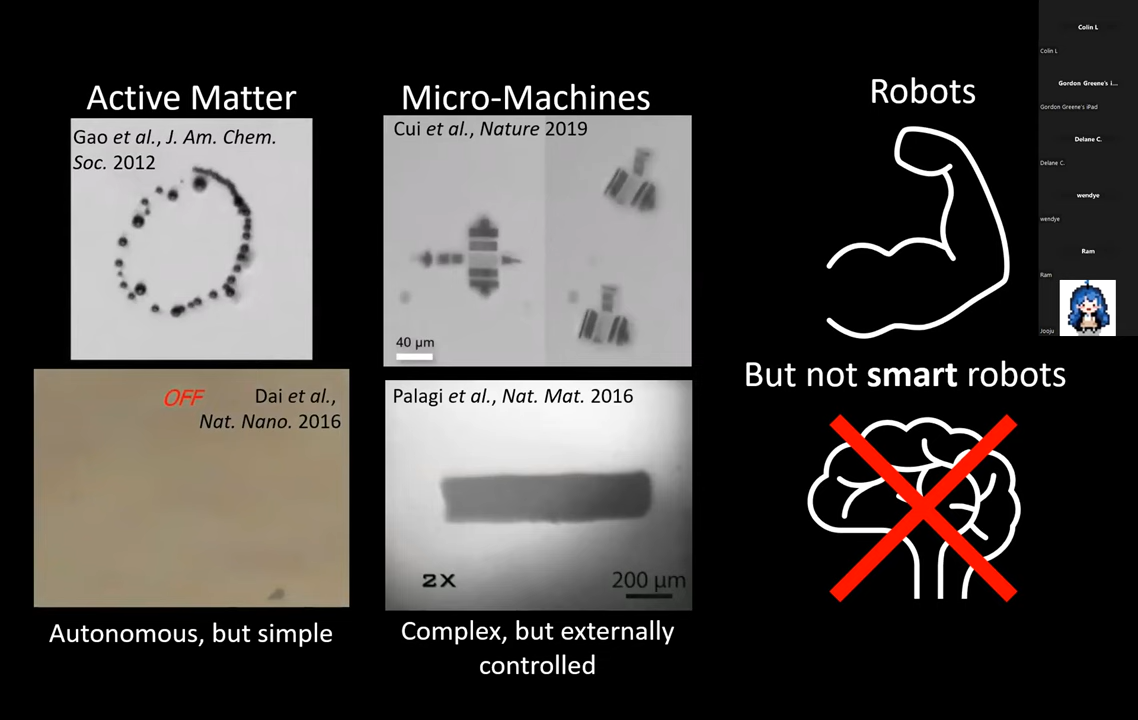 Active Matter
Gao et al., J. Am. Chem.
Soc. 2012
OFF
Dai et al.,
Nat. Nano. 2016
Autonomous, but simple
Micro-Machines
Cui et al., Nature 2019
40 μm
Palagi et al., Nat. Mat. 2016
2X
200 μm
Complex, but externally
controlled
Robots
But not smart robots
Colin L
Colin L
Gordon Greene's i...
Gordon Greene's iPad
Delane C.
Delane C.
wendye
wendye
Ram
Ram
Jooju